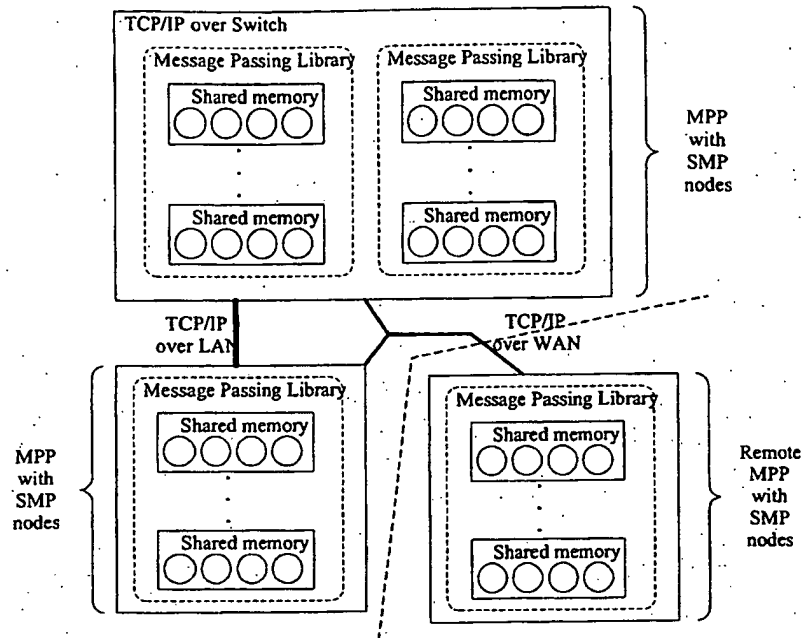 TCP/IP over Switch
Message Passing Library
Message Passing Library
Shared memory
Shared memory
Shared memory
Shared memory
MPP
with
SMP
nodes
TCP/IP
over LAN
TCP/IP
over WAN
MPP
with
SMP
nodes
Message Passing Library
Shared memory
Shared memory
Message Passing Library
Shared memory
Shared memory
Remote
MPP
with
SMP
nodes